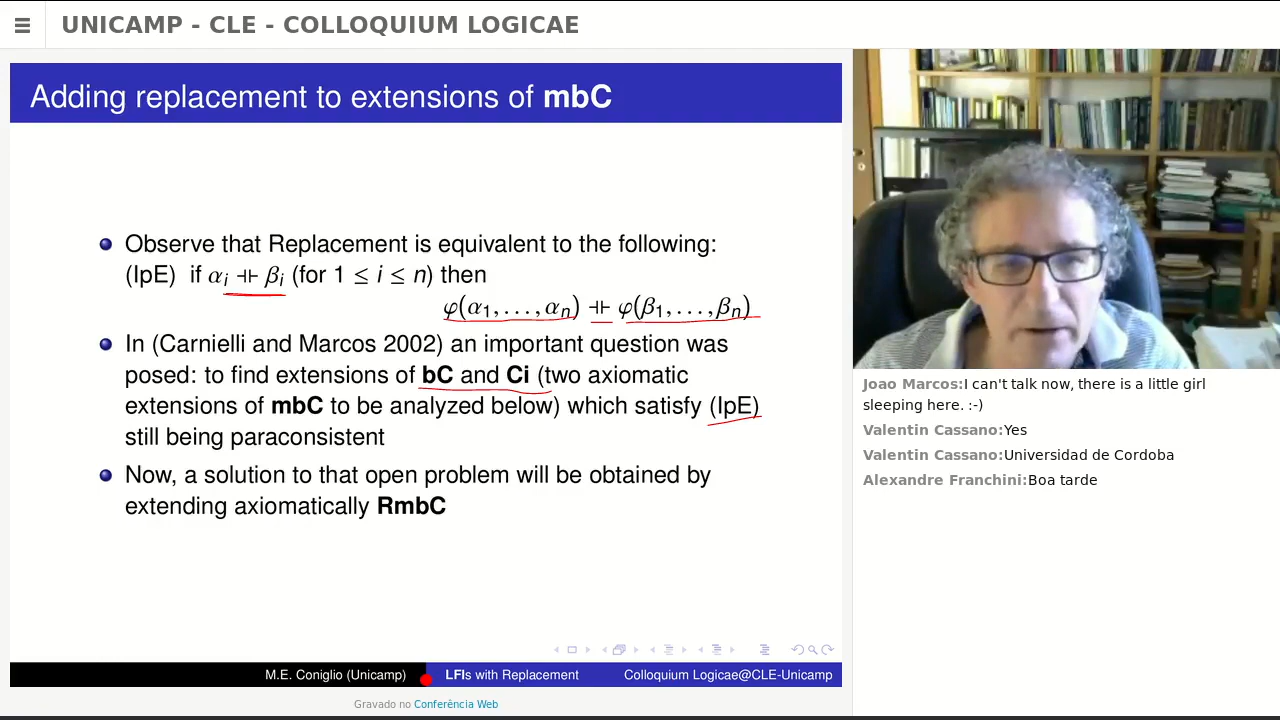 UNICAMP - CLE - COLLOQUIUM LOGICAE
Adding replacement to extensions of mbC
Observe that Replacement is equivalent to the following:
(IpE) if αi ⊣⊢ βi (for 1 ≤ i ≤ n) then
φ(α1, . . . , αn) ⊣⊢ φ(β1, . . . , βn)
In (Carnielli and Marcos 2002) an important question was
posed: to find extensions of bC and Ci (two axiomatic
extensions of mbC to be analyzed below) which satisfy (IpE)
still being paraconsistent
Now, a solution to that open problem will be obtained by
extending axiomatically RmbC
M.E. Coniglio (Unicamp) LFIs with Replacement Colloquium Logicae@CLE-Unicamp
Gravado no Conferência Web
Joao Marcos:I can't talk now, there is a little girl
sleeping here. :-)
Valentin Cassano:Yes
Valentin Cassano:Universidad de Cordoba
Alexandre Franchini:Boa tarde